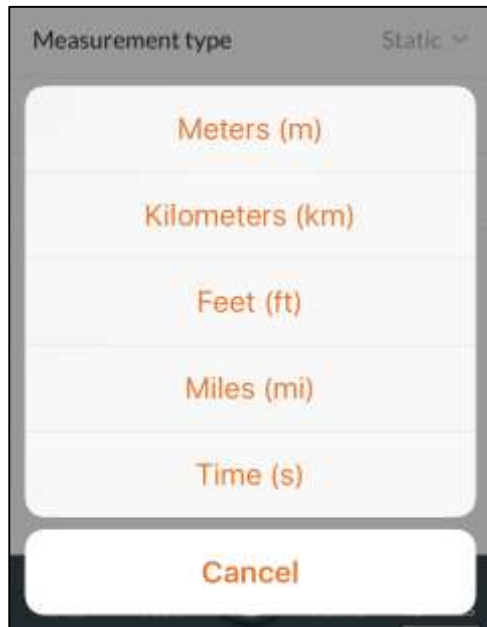 Measurement type Static
Meters (m)
Kilometers (km)
Feet (ft)
Miles (mi)
Time (s)
Cancel